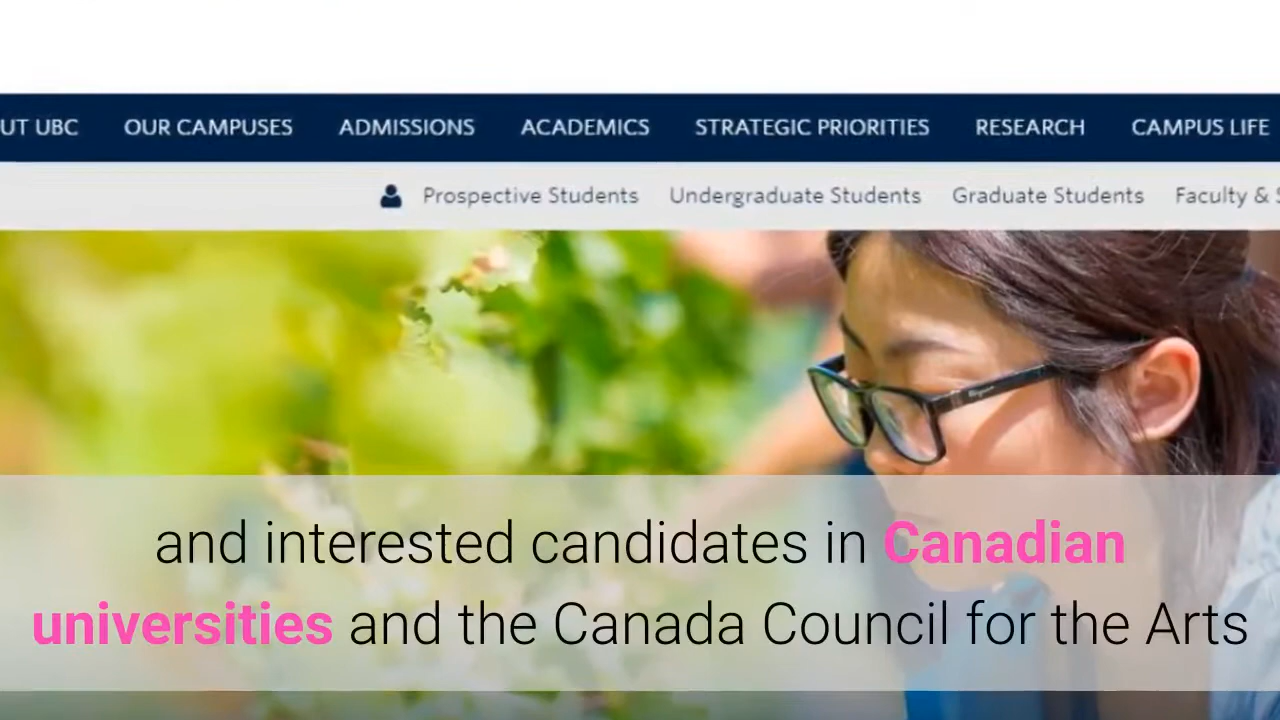 UT UBC OUR CAMPUSES ADMISSIONS ACADEMICS STRATEGIC PRIORITIES RESEARCH CAMPUS LIFE
Prospective Students Undergraduate Students Graduate Students Faculty & S
and interested candidates in Canadian
universities and the Canada Council for the Arts